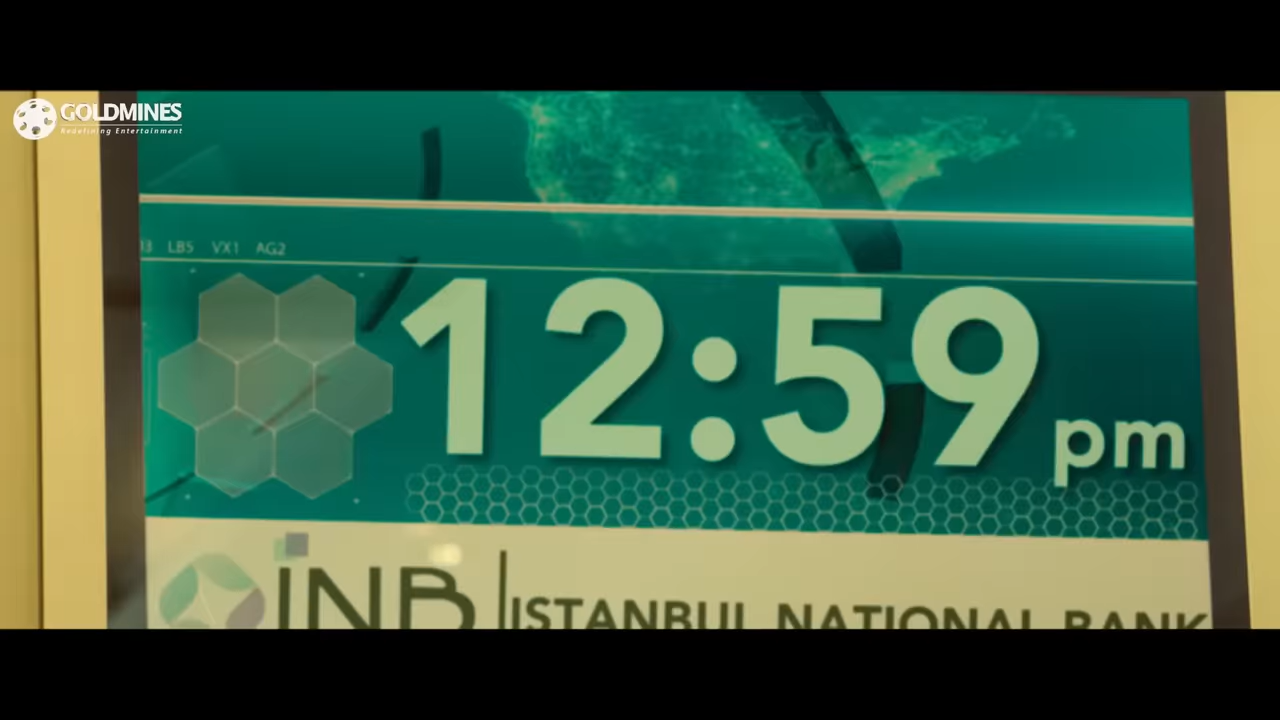 GOLDMINES
Redefining Entertainment
LB5 VX1 AG2
12:59 pm
iNB | ISTANBUL NATIONAL BANK